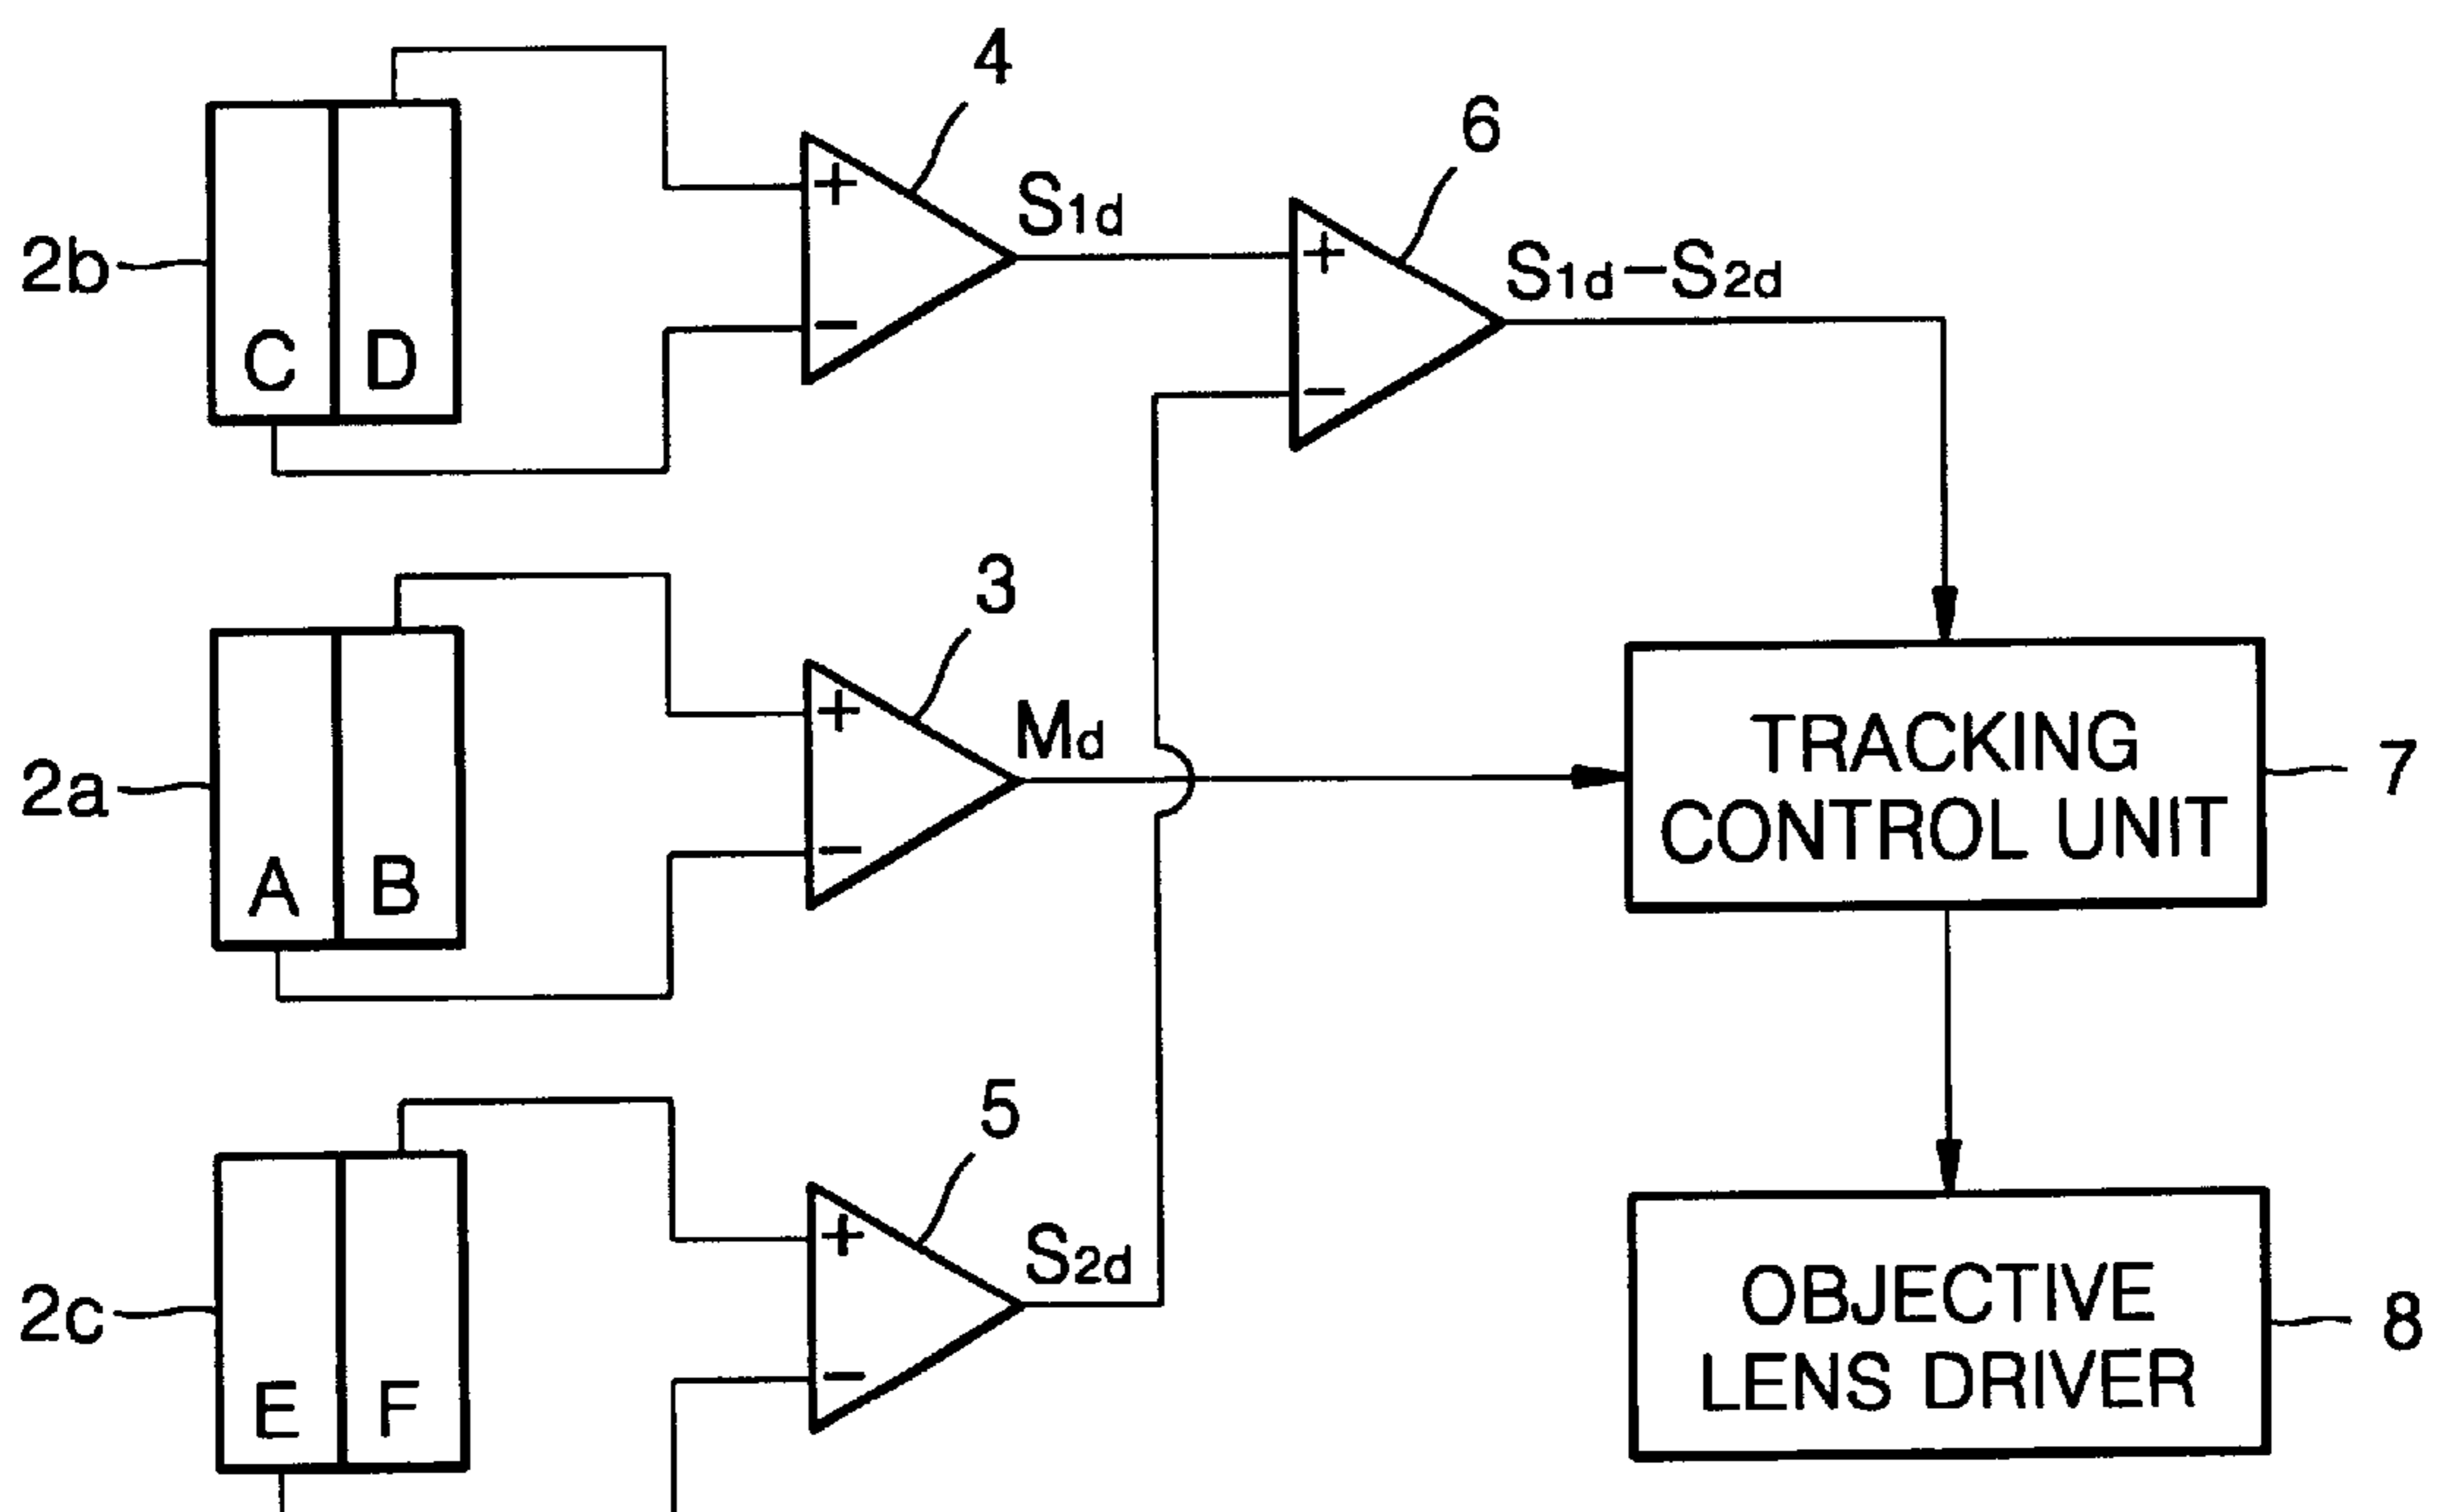 4
6
+
S1d
+
S1d−S2d
2b
−
−
C D
3
+
Md
TRACKING
CONTROL UNIT
7
2a
−
A B
5
+
S2d
OBJECTIVE
LENS DRIVER
8
2c
−
E F